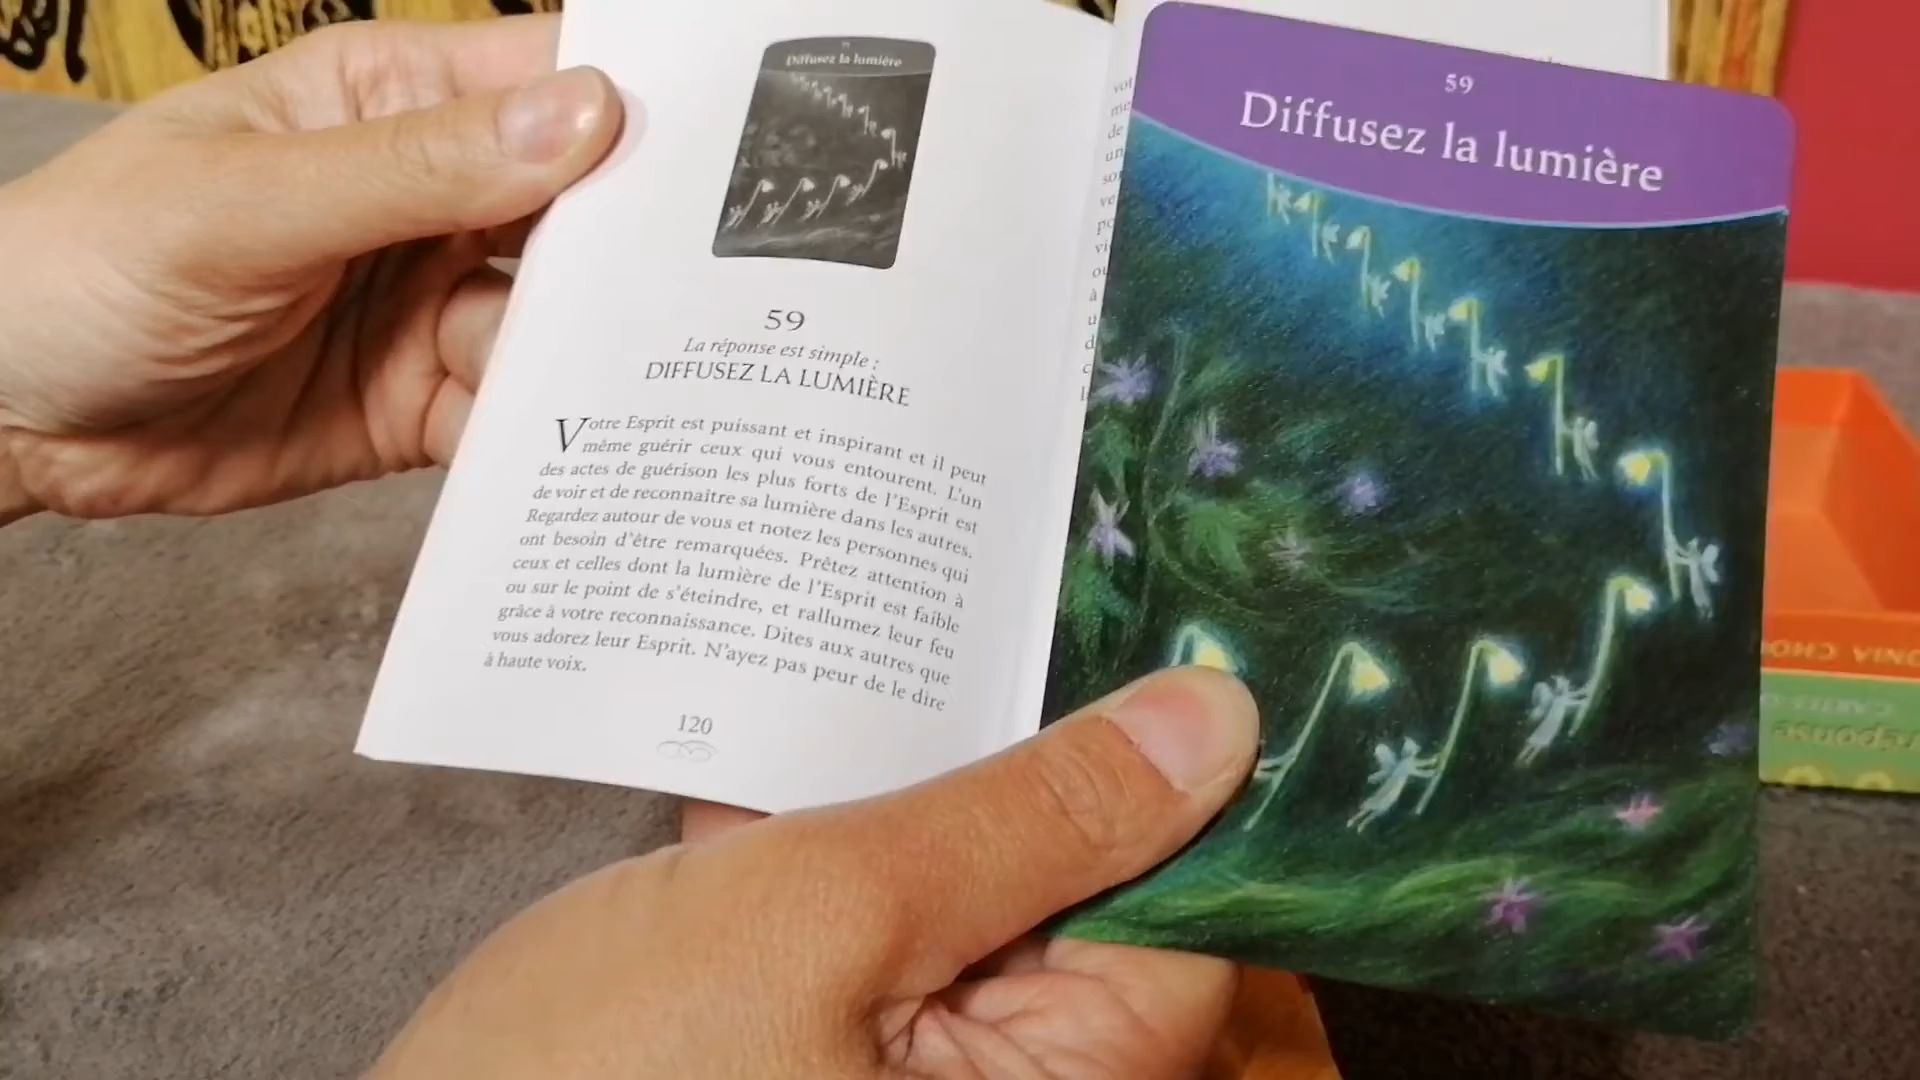 Diffusez la lumière
59
La réponse est simple :
DIFFUSEZ LA LUMIÈRE
Votre Esprit est puissant et inspirant et il peut
même guérir ceux qui vous entourent. L'un
des actes de guérison les plus forts de l'Esprit est
de voir et de reconnaître sa lumière dans les autres.
Regardez autour de vous et notez les personnes qui
ont besoin d'être remarquées. Prêtez attention à
ceux et celles dont la lumière de l'Esprit est faible
ou sur le point de s'éteindre, et rallumez leur feu
grâce à votre reconnaissance. Dites aux autres que
vous adorez leur Esprit. N'ayez pas peur de le dire
à haute voix.
120
59
Diffusez la lumière
CARTES
réponse